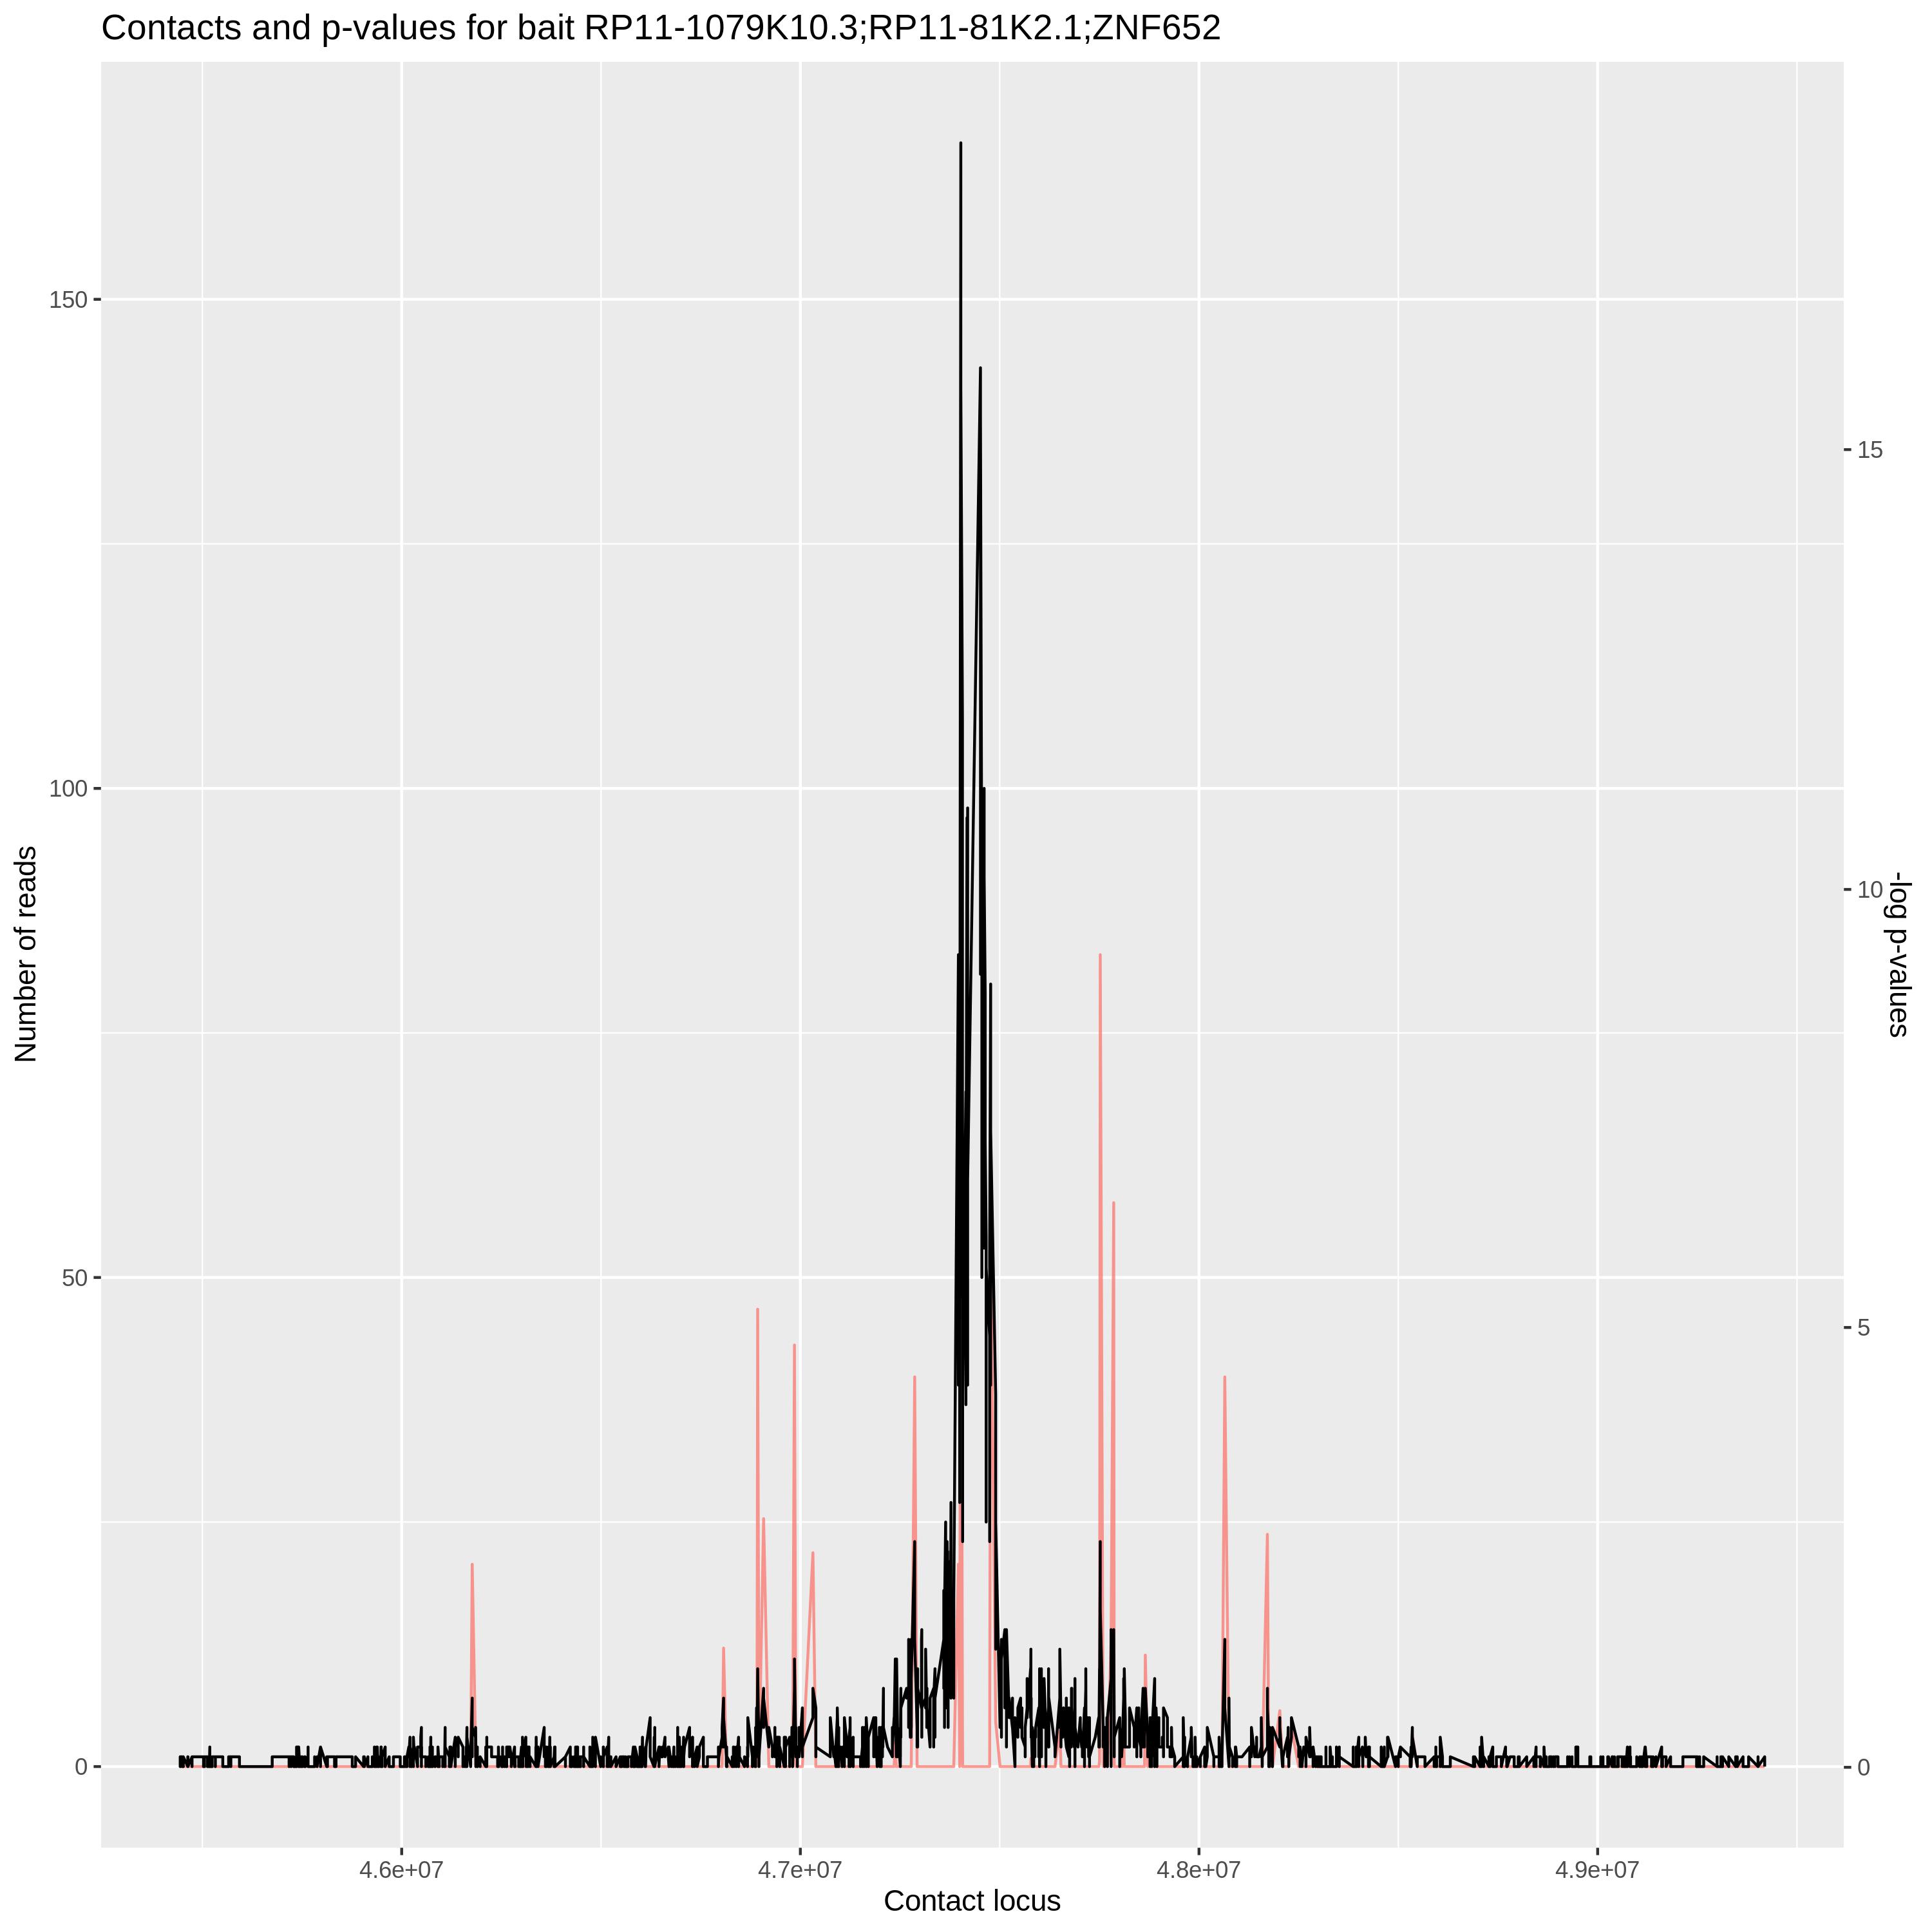 Contacts and p-values for bait RP11-1079K10.3;RP11-81K2.1;ZNF652
150
100
50
0
Number of reads
15
10
5
0
-log p-values
4.6e+07
4.7e+07
4.8e+07
4.9e+07
Contact locus